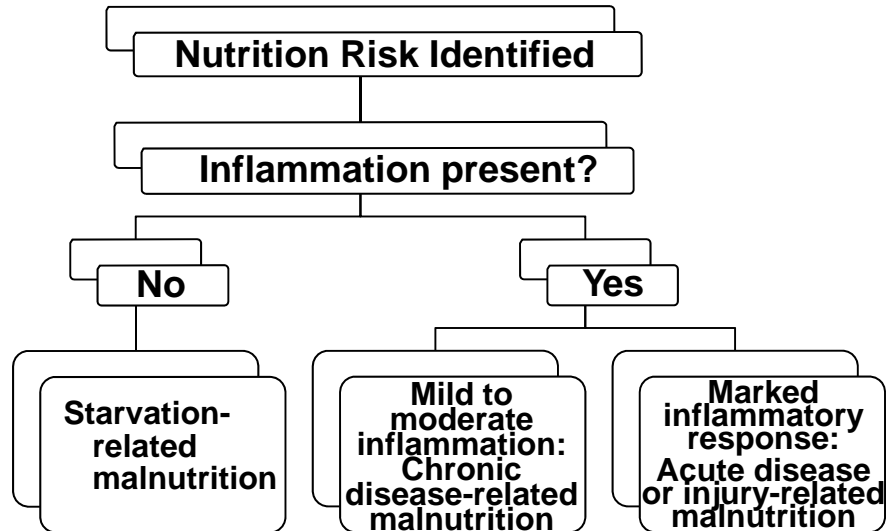 Nutrition Risk Identified
Inflammation present?
No
Yes
Starvation-
related
malnutrition
Mild to
moderate
inflammation:
Chronic
disease-related
malnutrition
Marked
inflammatory
response:
Acute disease
or injury-related
malnutrition